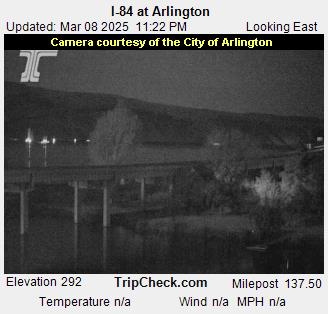 I-84 at Arlington
Updated: Mar 08 2025 11:22 PM Looking East
Camera courtesy of the City of Arlington
Elevation 292 TripCheck.com Milepost 137.50
Temperature n/a Wind n/a MPH n/a